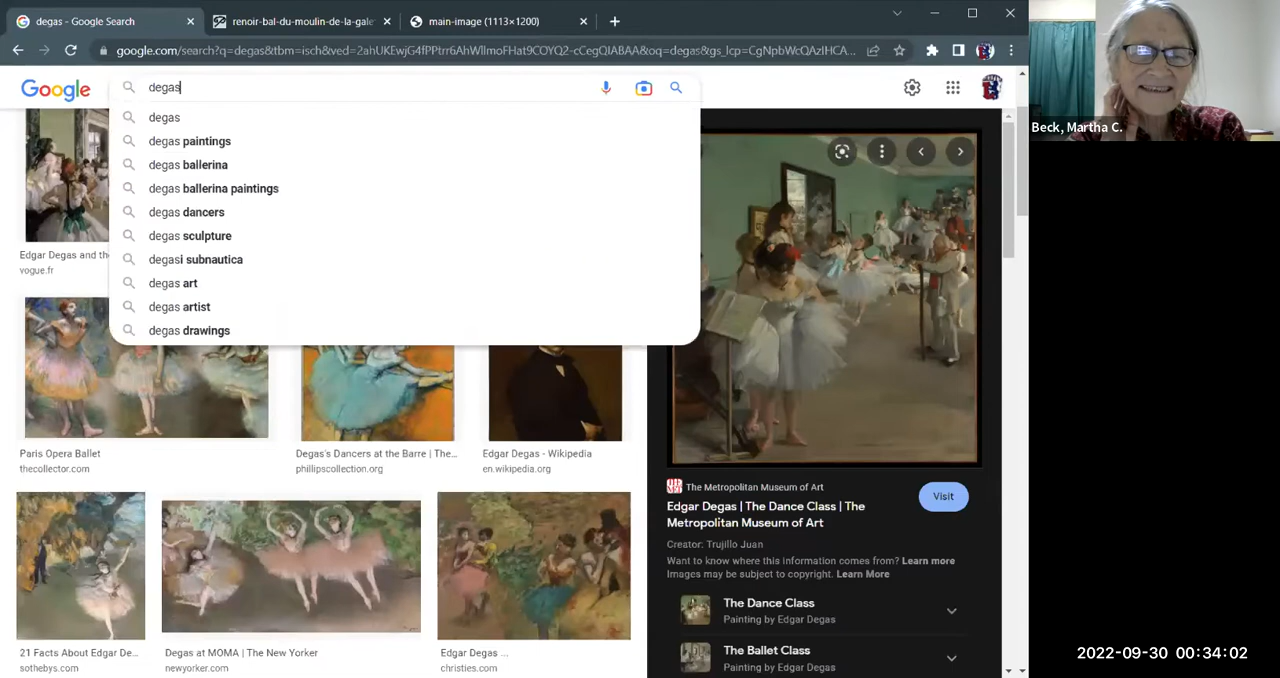 degas - Google Search
renoir-bal-du-moulin-de-la-gale
main-image (1113×1200)
google.com/search?q=degas&tbm=isch&ved=2ahUKEwjG4fPPtrr6AhWllmoFHat9COYQ2-cCegQIABAA&oq=degas&gs_lcp=CgNpbWcQAzIHCA...
Google
degas
degas
degas paintings
degas ballerina
degas ballerina paintings
degas dancers
degas sculpture
degasi subnautica
degas art
degas artist
degas drawings
Edgar Degas and the
vogue.fr
Paris Opera Ballet
thecollector.com
Degas's Dancers at the Barre | The...
phillipscollection.org
Edgar Degas - Wikipedia
en.wikipedia.org
21 Facts About Edgar De...
sothebys.com
Degas at MOMA | The New Yorker
newyorker.com
Edgar Degas ...
christies.com
The Metropolitan Museum of Art
Edgar Degas | The Dance Class | The
Metropolitan Museum of Art
Visit
Creator: Trujillo Juan
Want to know where this information comes from? Learn more
Images may be subject to copyright. Learn More
The Dance Class
Painting by Edgar Degas
The Ballet Class
Painting by Edgar Degas
Beck, Martha C.
2022-09-30 00:34:02